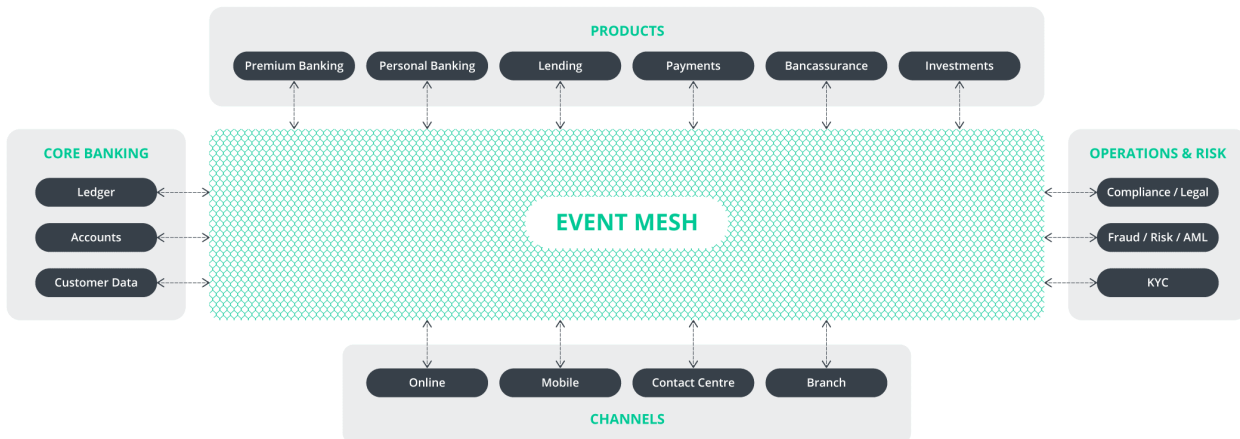 PRODUCTS
Premium Banking
Personal Banking
Lending
Payments
Bancassurance
Investments
CORE BANKING
Ledger
Accounts
Customer Data
EVENT MESH
OPERATIONS & RISK
Compliance / Legal
Fraud / Risk / AML
KYC
Online
Mobile
Contact Centre
Branch
CHANNELS